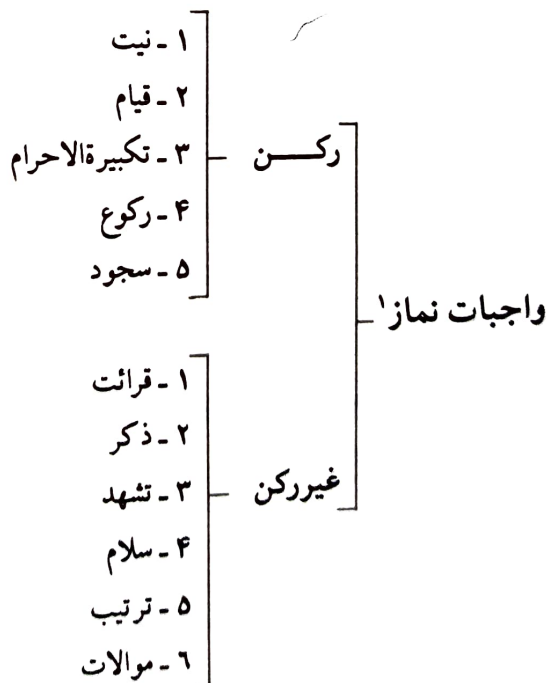 واجبات نماز۱
رکن
۱ - نیت
۲ - قیام
۳ - تکبیرةالاحرام
۴ - رکوع
۵ - سجود
غیررکن
۱ - قرائت
۲ - ذکر
۳ - تشهد
۴ - سلام
۵ - ترتیب
۶ - موالات